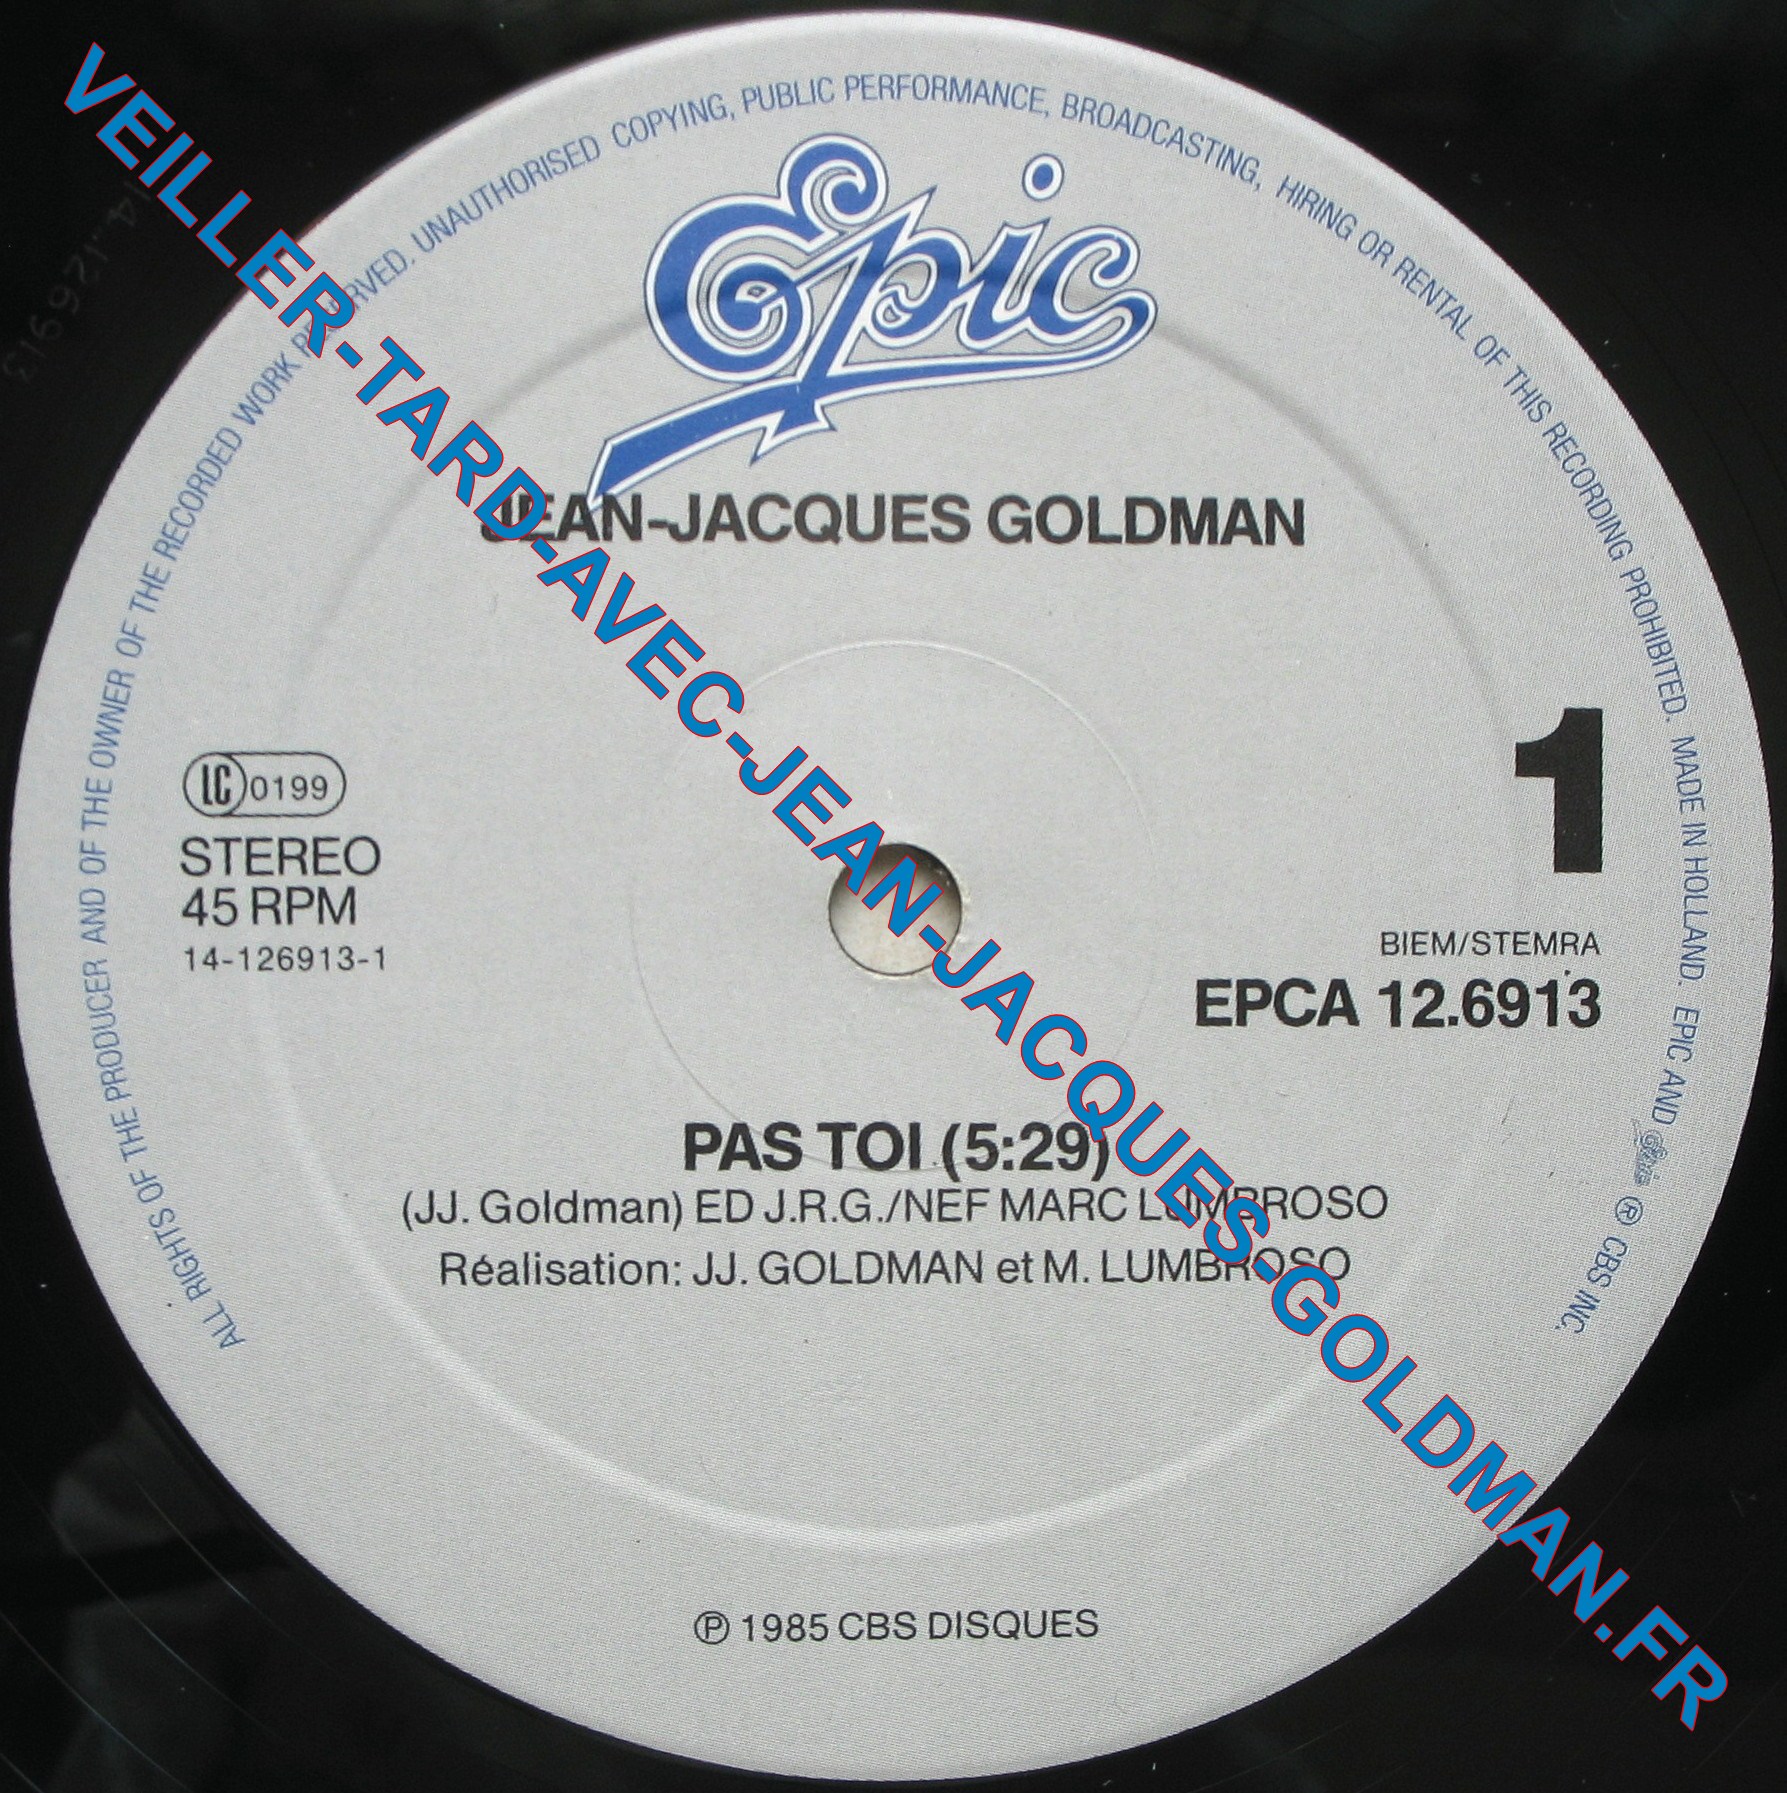 ALL RIGHTS OF THE PRODUCER AND OF THE OWNER OF THE RECORDED WORK RESERVED. UNAUTHORISED COPYING, PUBLIC PERFORMANCE, BROADCASTING, HIRING OR RENTAL OF THIS RECORDING PROHIBITED. MADE IN HOLLAND. EPIC AND Epic ® CBS INC.
Epic
JEAN-JACQUES GOLDMAN
1
LC 0199
STEREO
45 RPM
14-126913-1
BIEM/STEMRA
EPCA 12.6913
PAS TOI (5:29)
(JJ. Goldman) ED J.R.G./NEF MARC LUMBROSO
Réalisation: JJ. GOLDMAN et M. LUMBROSO
℗ 1985 CBS DISQUES
VEILLER-TARD-AVEC-JEAN-JACQUES-GOLDMAN.FR